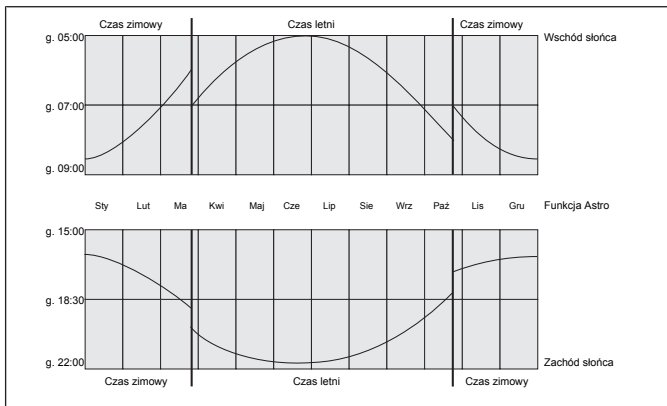 Czas zimowy Czas letni Czas zimowy
g. 05:00 Wschód słońca
g. 07:00
g. 09:00
Sty Lut Ma Kwi Maj Cze Lip Sie Wrz Paź Lis Gru Funkcja Astro
g. 15:00
g. 18:30
g. 22:00 Zachód słońca
Czas zimowy Czas letni Czas zimowy